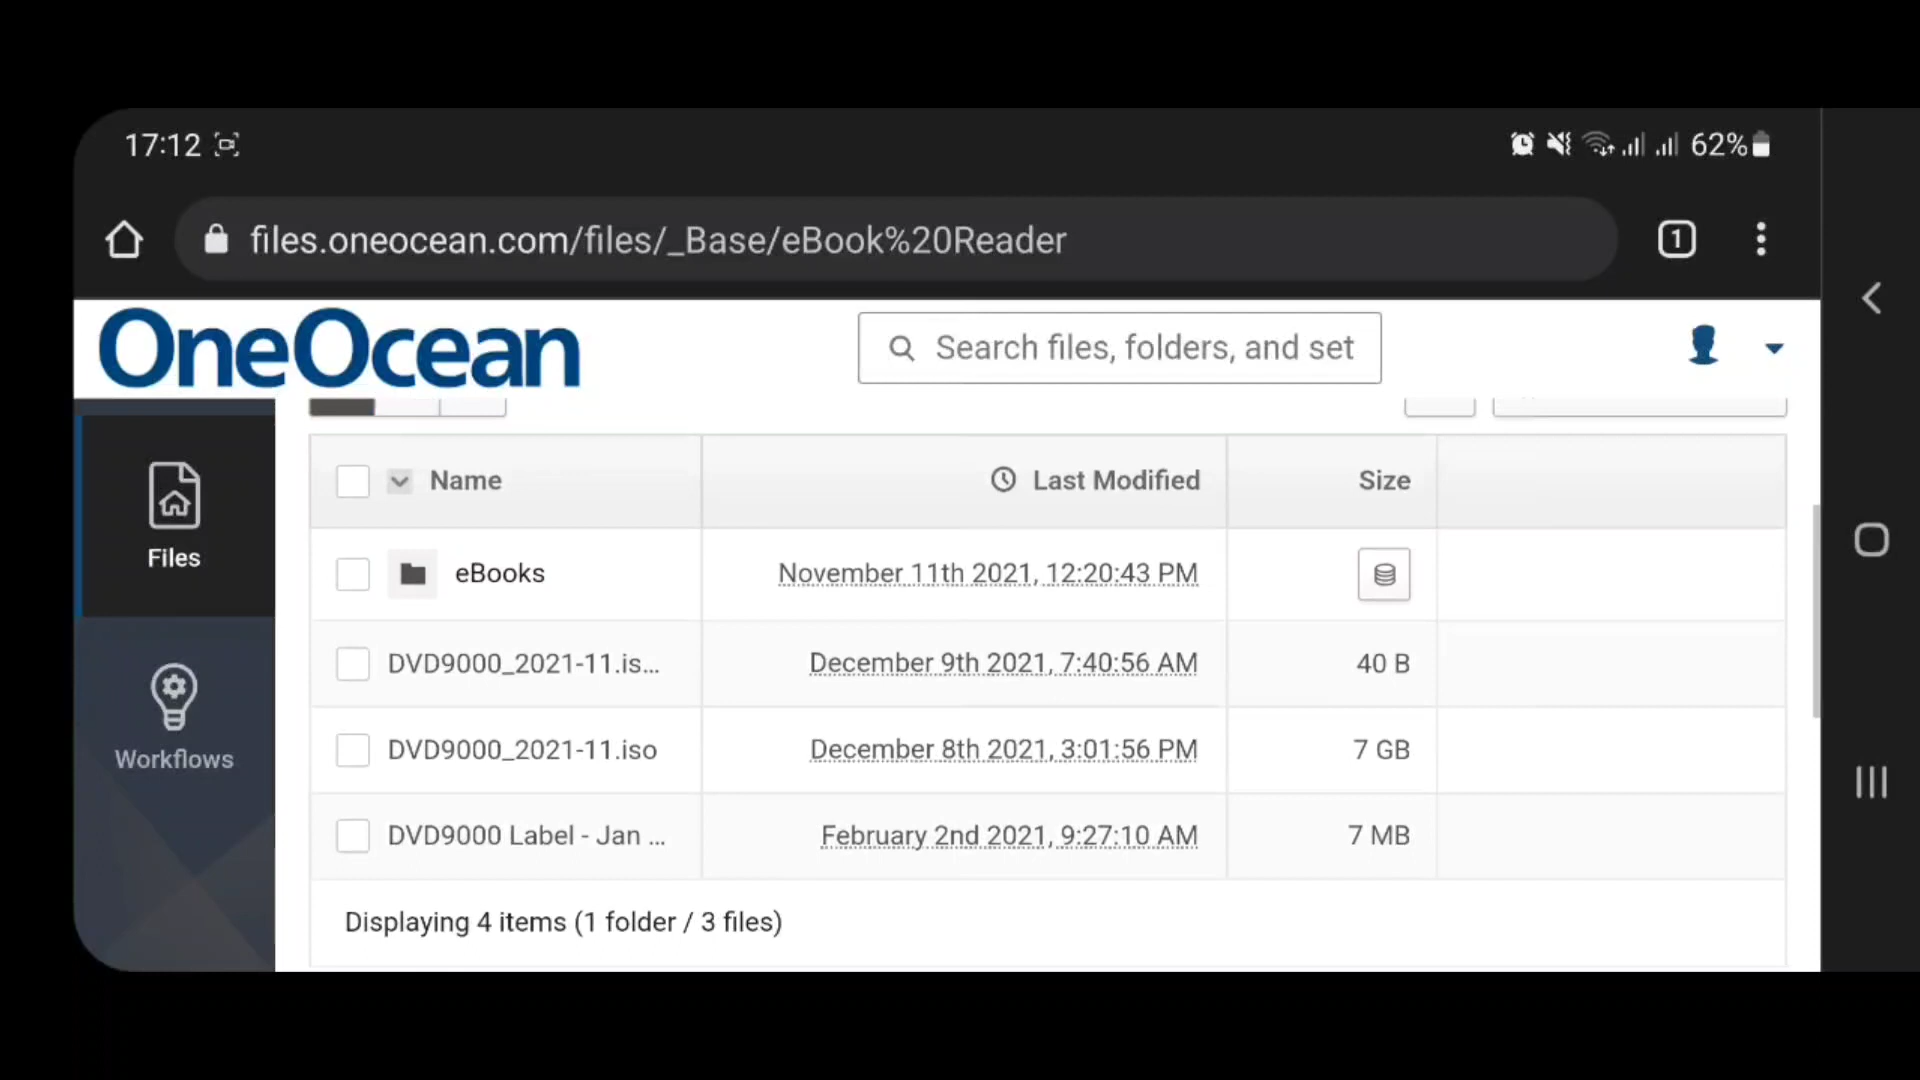 17:12 62%
files.oneocean.com/files/_Base/eBook%20Reader 1
OneOcean Search files, folders, and set
Files
Workflows
Name Last Modified Size
eBooks November 11th 2021, 12:20:43 PM
DVD9000_2021-11.is... December 9th 2021, 7:40:56 AM 40 B
DVD9000_2021-11.iso December 8th 2021, 3:01:56 PM 7 GB
DVD9000 Label - Jan ... February 2nd 2021, 9:27:10 AM 7 MB
Displaying 4 items (1 folder / 3 files)